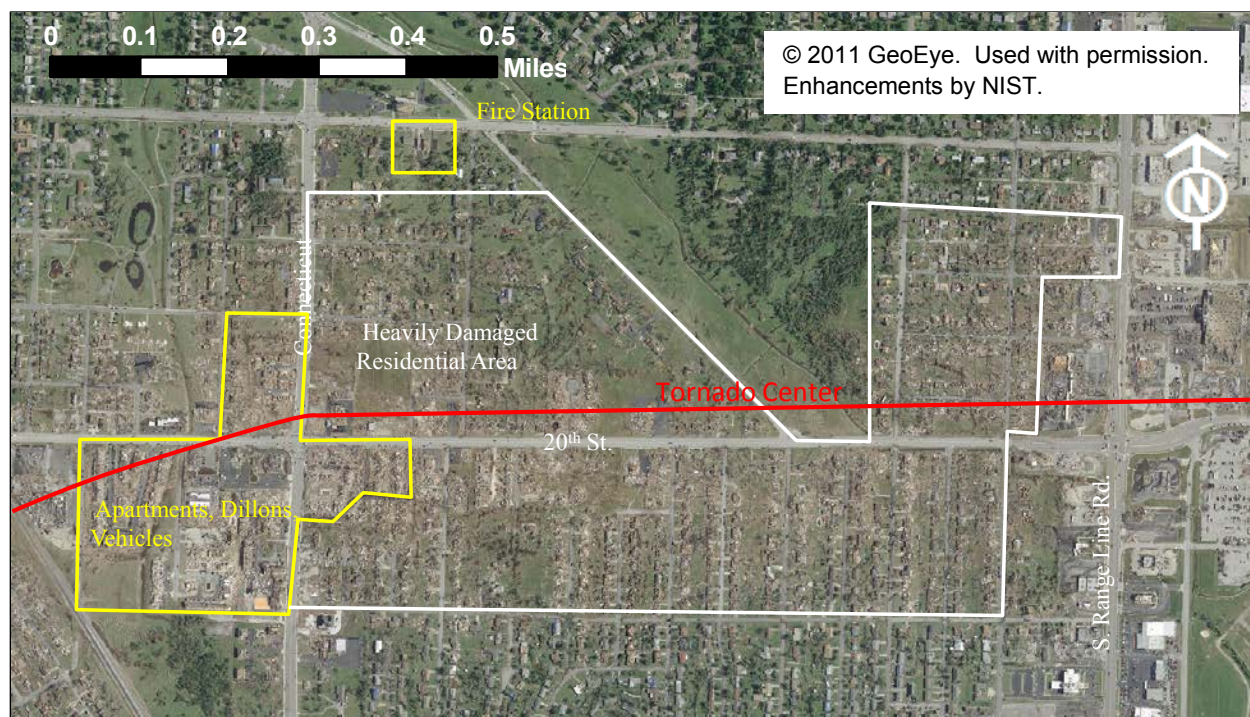 0 0.1 0.2 0.3 0.4 0.5
Miles
© 2011 GeoEye. Used with permission.
Enhancements by NIST.
Fire Station
N
Connecticut
Heavily Damaged
Residential Area
Tornado Center
20th St.
Apartments, Dillons
Vehicles
S. Range Line Rd.